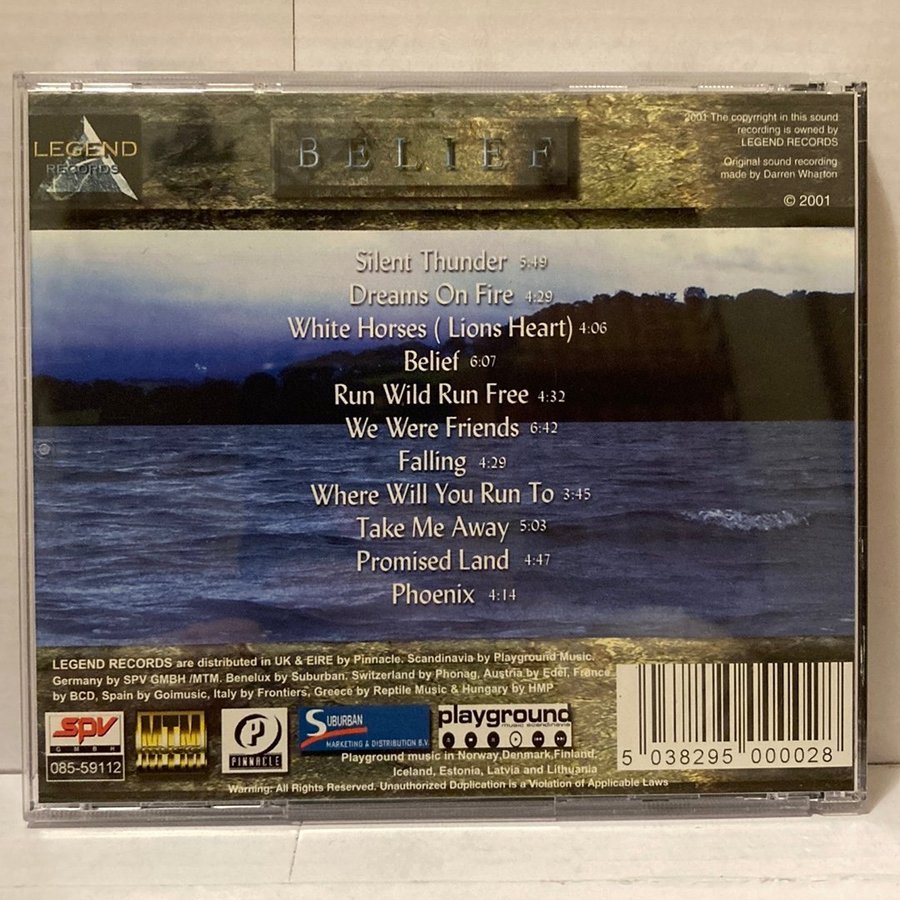 LEGEND
RECORDS
BELIEF
2001 The copyrright in this sound
recording is owned by
LEGEND RECORDS
Original sound recording
made by Darren Wharton
© 2001
Silent Thunder 5:49
Dreams On Fire 4:29
White Horses ( Lions Heart) 4:06
Belief 6:07
Run Wild Run Free 4:32
We Were Friends 6:42
Falling 4:29
Where Will You Run To 3:45
Take Me Away 5:03
Promised Land 4:47
Phoenix 4:14
LEGEND RECORDS are distributed in UK & EIRE by Pinnacle. Scandinavia by Playground Music.
Germany by SPV GMBH /MTM. Benelux by Suburban. Switzerland by Phonag, Austria by Edel, France
by BCD, Spain by Goimusic, Italy by Frontiers, Greece by Reptile Music & Hungary by HMP
SPV
GMBH
085-59112
MTM
PINNACLE
SUBURBAN
MARKETING & DISTRIBUTION B.V.
playground
music scandinavia
Playground music in Norway,Denmark,Finland,
Iceland, Estonia, Latvia and Lithuania
Warning: All Rights Reserved. Unauthorized Duplication is a Violation of Applicable Laws
5 038295 000028